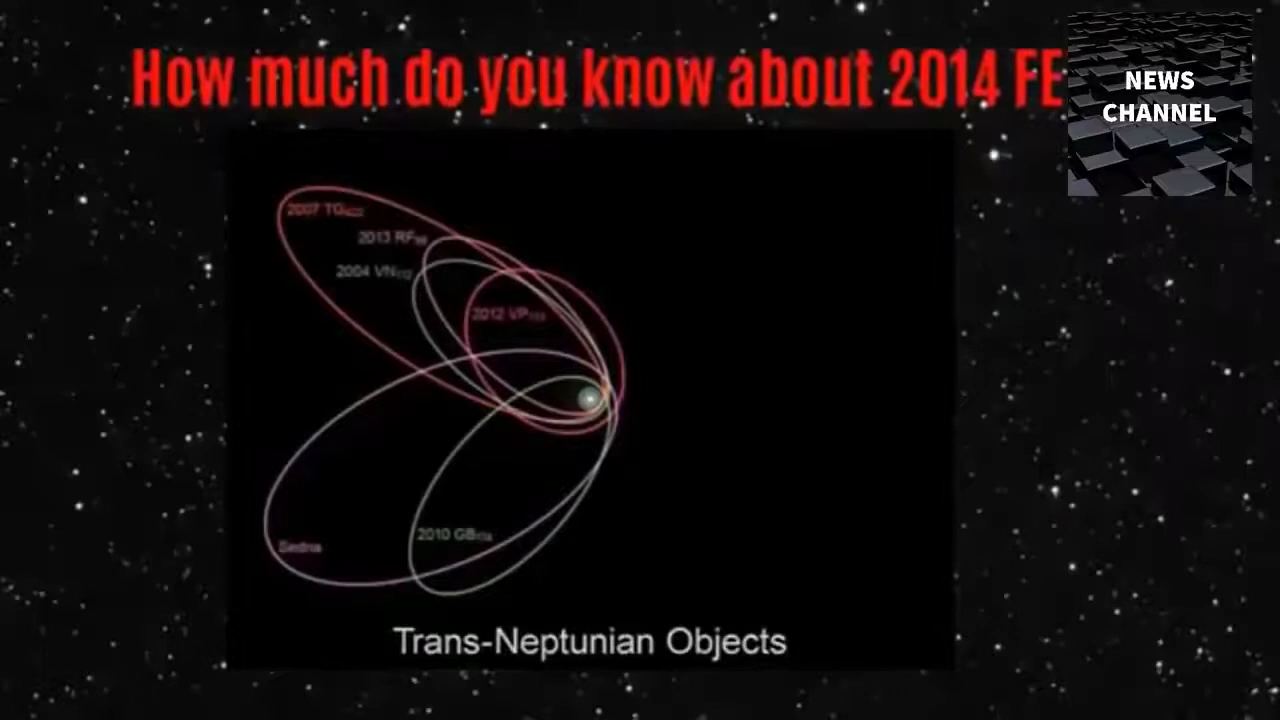 How much do you know about 2014 FE
NEWS
CHANNEL
2007 TG
2013 RF
2004 VN
2012 VP
2010 GB
Sedna
Trans-Neptunian Objects